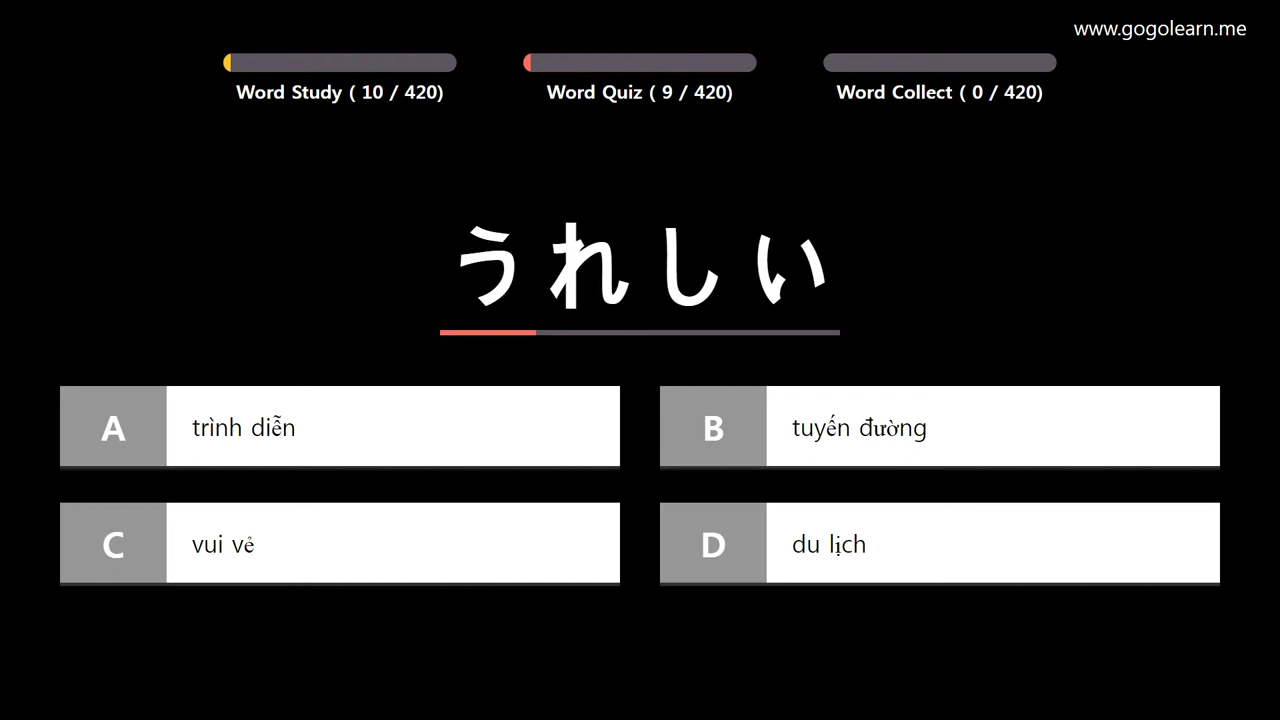 www.gogolearn.me
Word Study ( 10 / 420)
Word Quiz ( 9 / 420)
Word Collect ( 0 / 420)
うれしい
A trình diễn
B tuyến đường
C vui vẻ
D du lịch